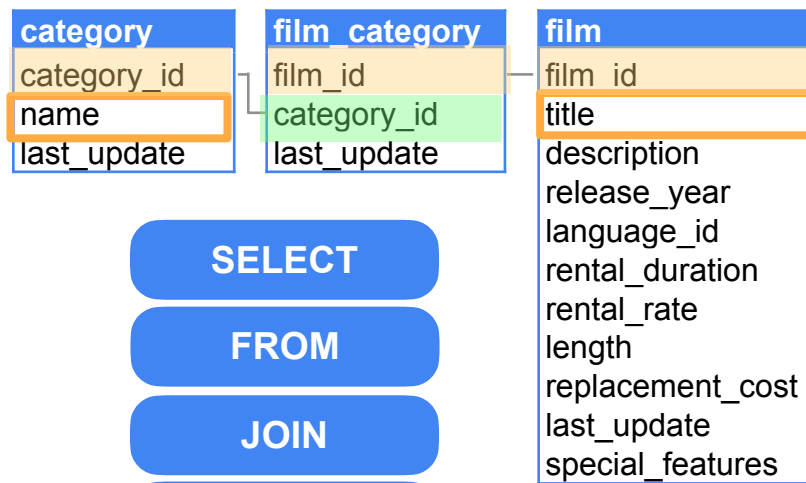 category
category_id
name
last_update
film_category
film_id
category_id
last_update
film
film_id
title
description
release_year
language_id
rental_duration
rental_rate
length
replacement_cost
last_update
special_features
SELECT
FROM
JOIN